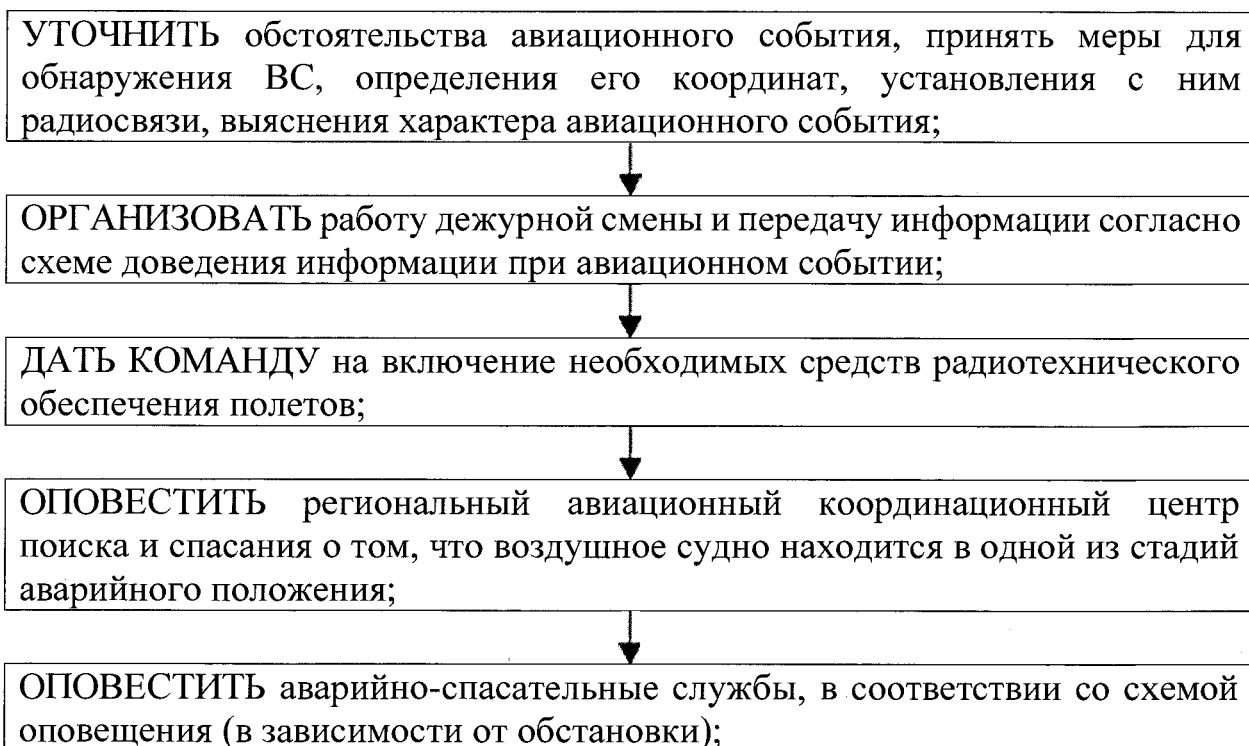 УТОЧНИТЬ обстоятельства авиационного события, принять меры для
обнаружения ВС, определения его координат, установления с ним
радиосвязи, выяснения характера авиационного события;
ОРГАНИЗОВАТЬ работу дежурной смены и передачу информации согласно
схеме доведения информации при авиационном событии;
ДАТЬ КОМАНДУ на включение необходимых средств радиотехнического
обеспечения полетов;
ОПОВЕСТИТЬ региональный авиационный координационный центр
поиска и спасания о том, что воздушное судно находится в одной из стадий
аварийного положения;
ОПОВЕСТИТЬ аварийно-спасательные службы, в соответствии со схемой
оповещения (в зависимости от обстановки);